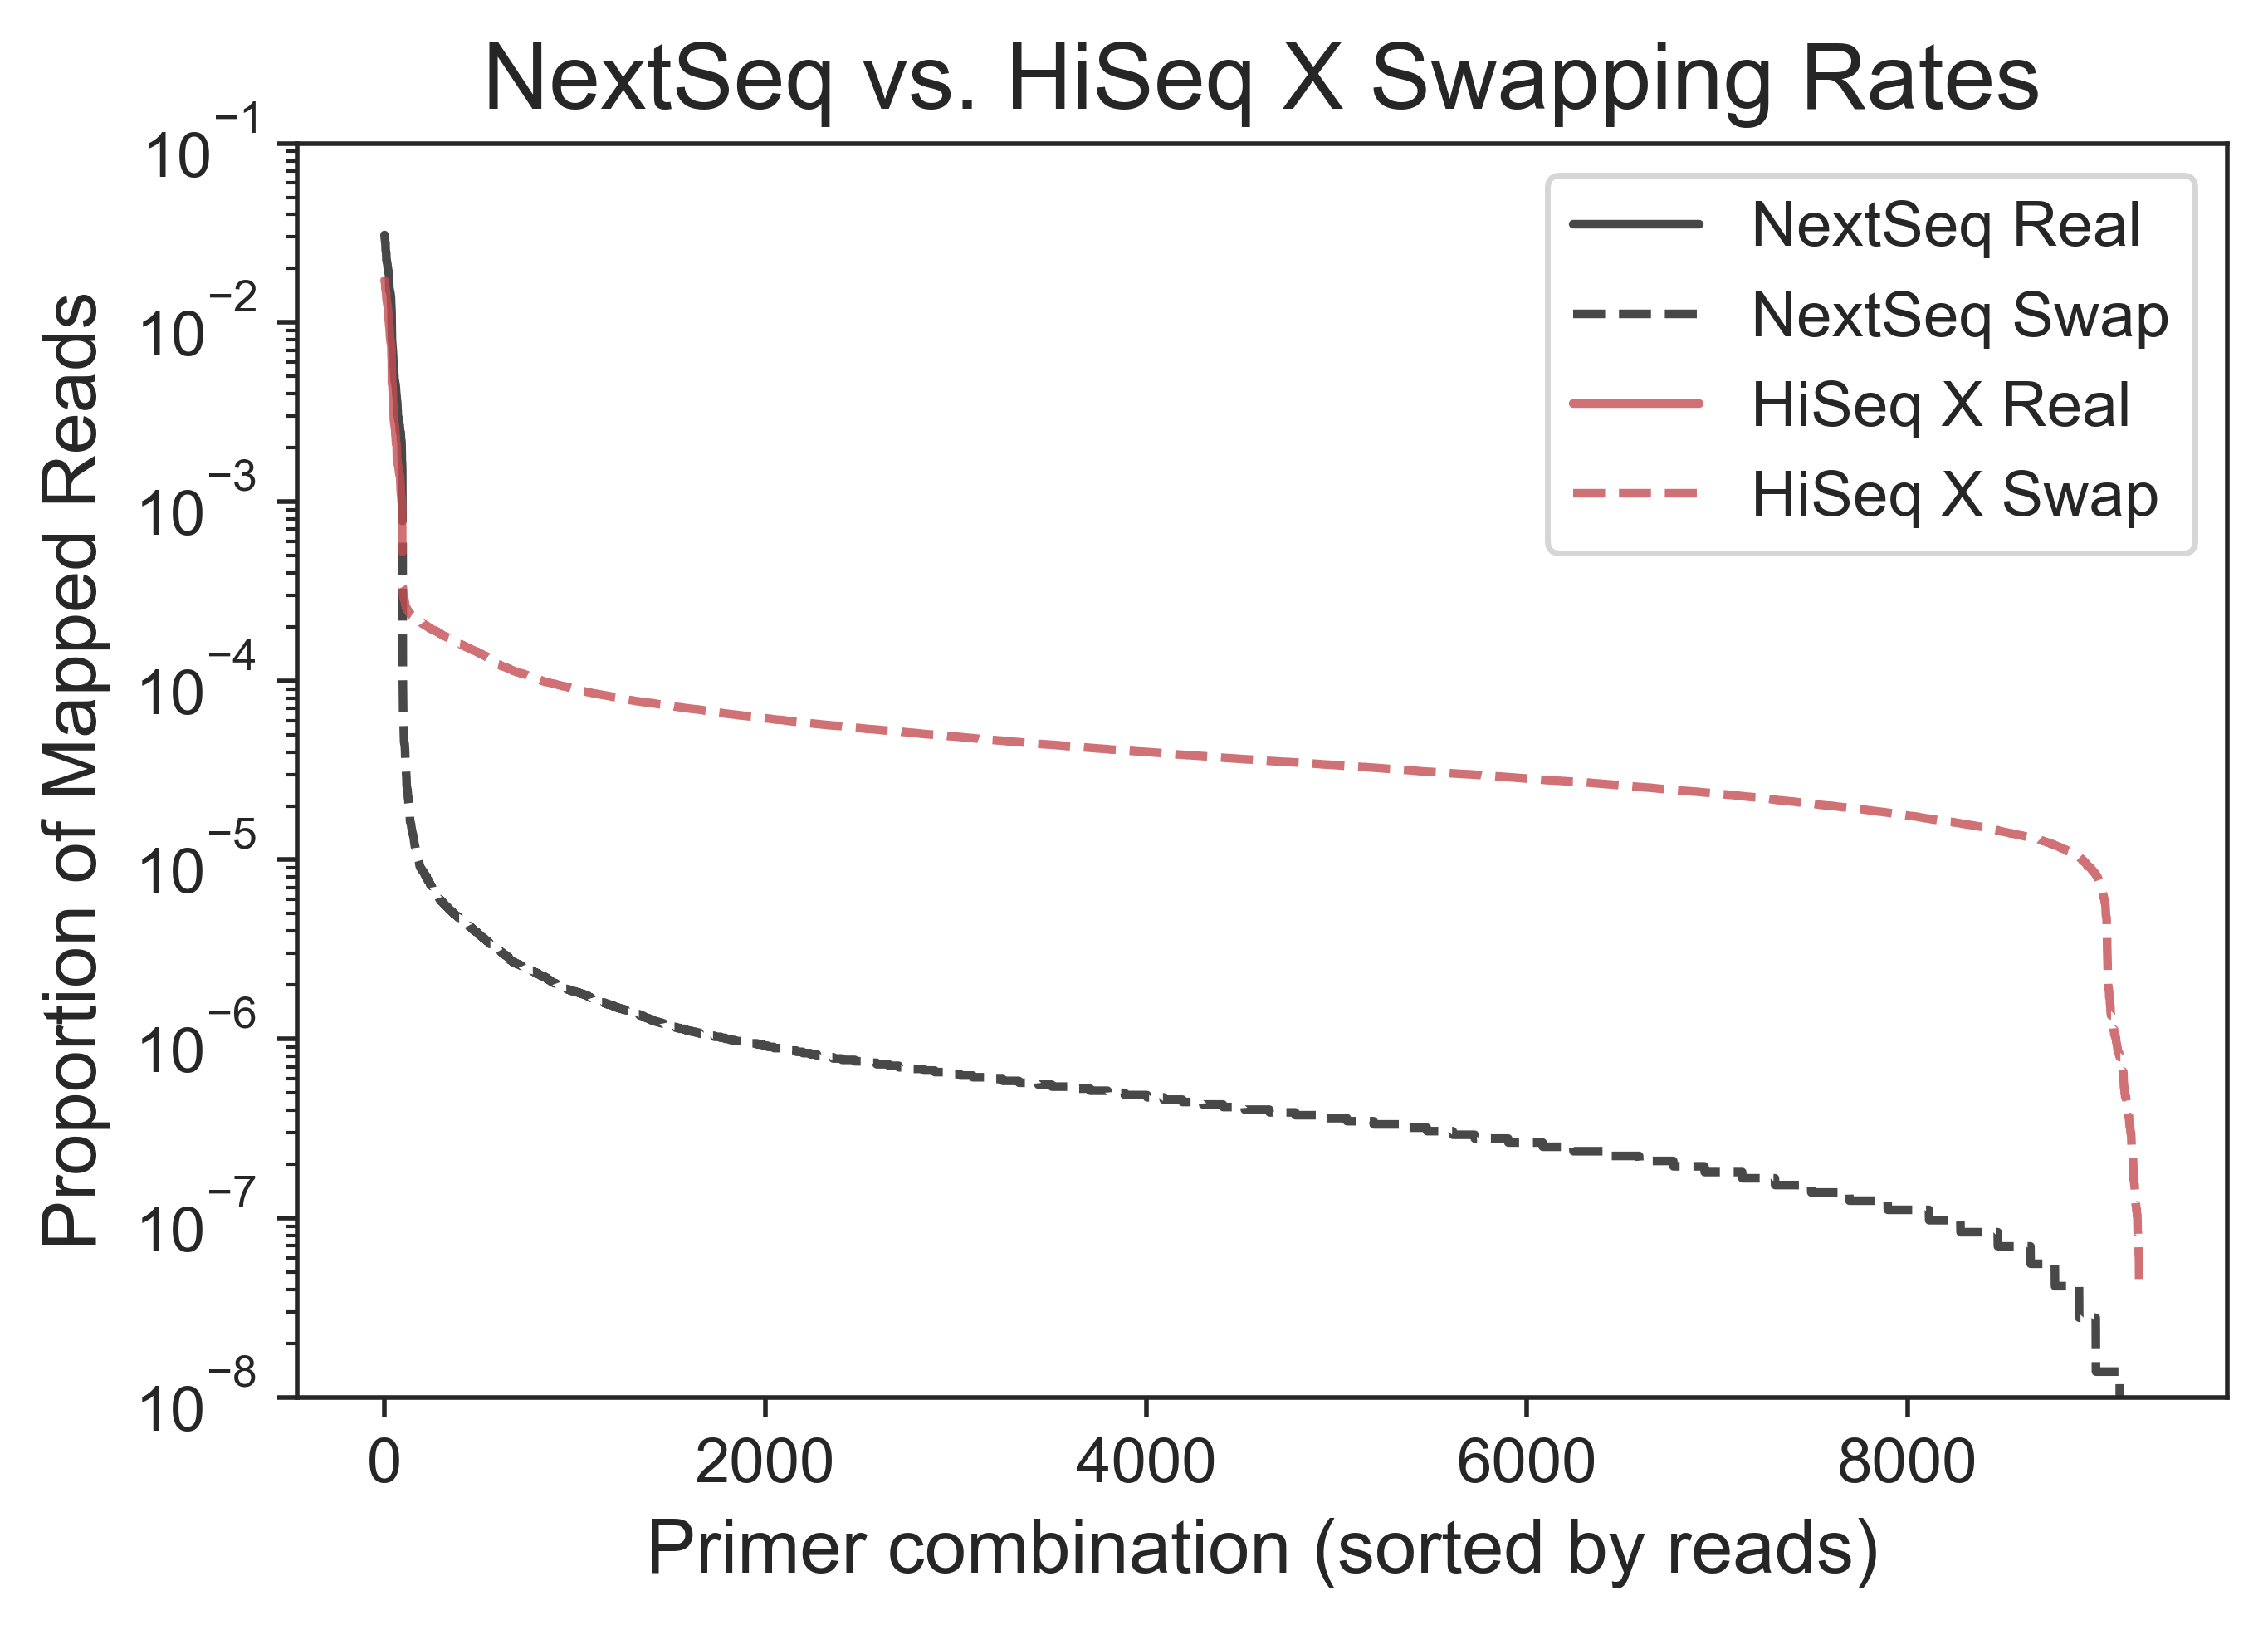 NextSeq vs. HiSeq X Swapping Rates
Proportion of Mapped Reads
10⁻¹
10⁻²
10⁻³
10⁻⁴
10⁻⁵
10⁻⁶
10⁻⁷
10⁻⁸
NextSeq Real
NextSeq Swap
HiSeq X Real
HiSeq X Swap
0 2000 4000 6000 8000
Primer combination (sorted by reads)